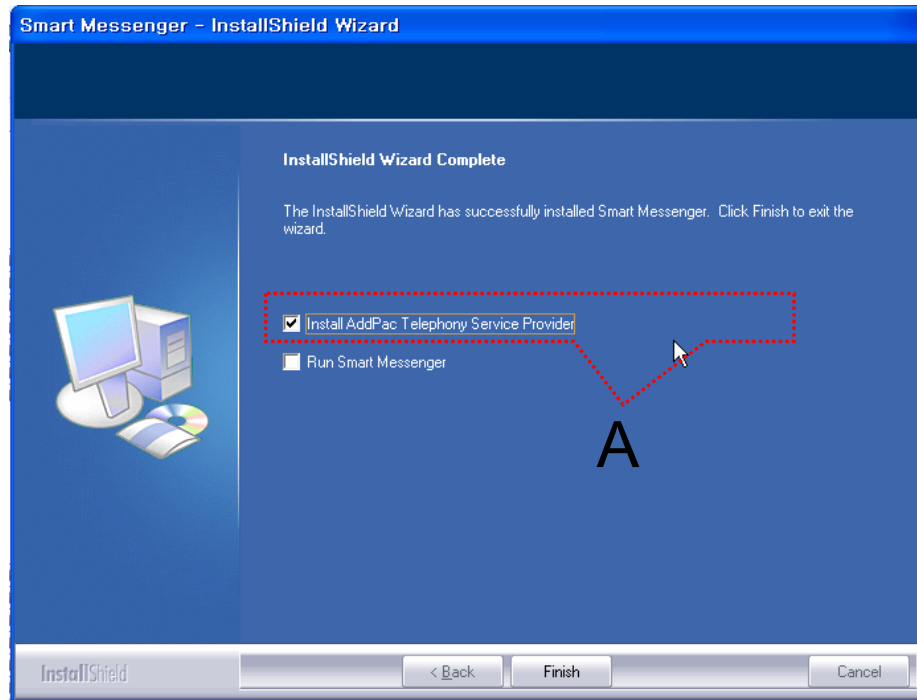 Smart Messenger - InstallShield Wizard
InstallShield Wizard Complete
The InstallShield Wizard has successfully installed Smart Messenger. Click Finish to exit the
wizard.
Install AddPac Telephony Service Provider
Run Smart Messenger
A
InstallShield
< Back
Finish
Cancel